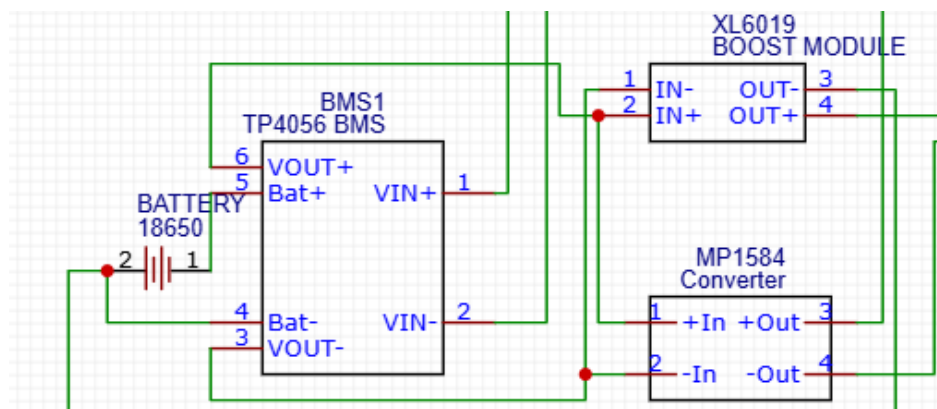 XL6019
BOOST MODULE
1 IN- OUT- 3
2 IN+ OUT+ 4
BMS1
TP4056 BMS
6 VOUT+
5 Bat+ VIN+ 1
BATTERY
18650
2 1
4 Bat- VIN- 2
3 VOUT-
MP1584
Converter
1 +In +Out 3
2 -In -Out 4